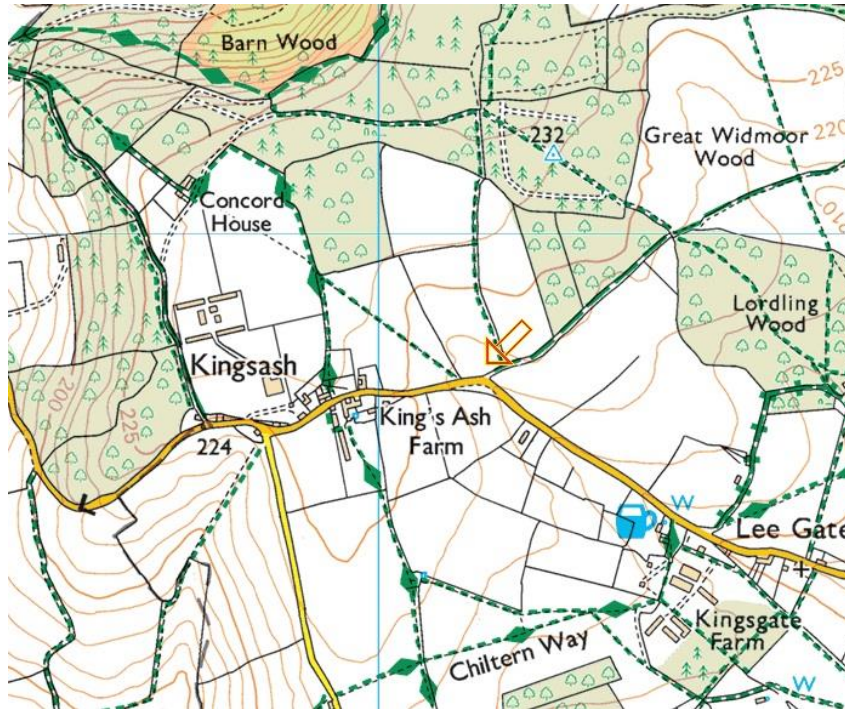 Barn Wood
225
220
210
232
Great Widmoor
Wood
Concord
House
Lordling
Wood
Kingsash
200
225
224
King's Ash
Farm
W
Lee Gate
Kingsgate
Farm
Chiltern Way
W